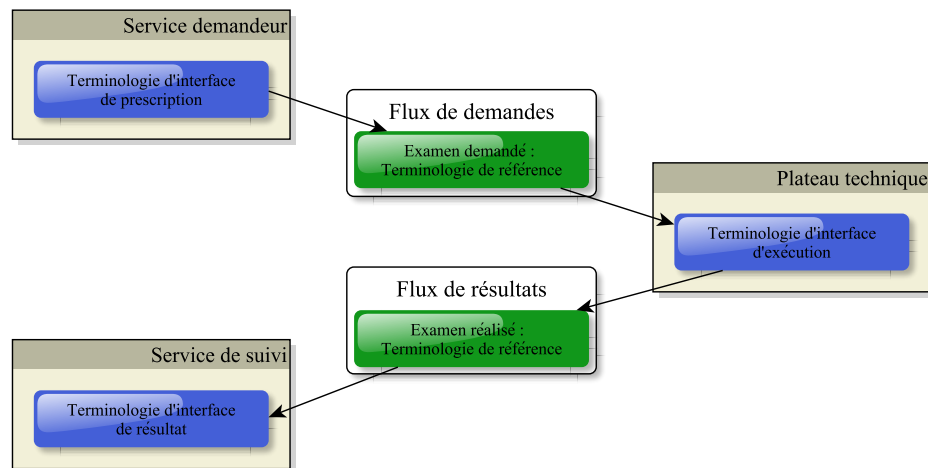 Service demandeur
Terminologie d'interface
de prescription
Flux de demandes
Examen demandé :
Terminologie de référence
Plateau technique
Terminologie d'interface
d'exécution
Flux de résultats
Examen réalisé :
Terminologie de référence
Service de suivi
Terminologie d'interface
de résultat